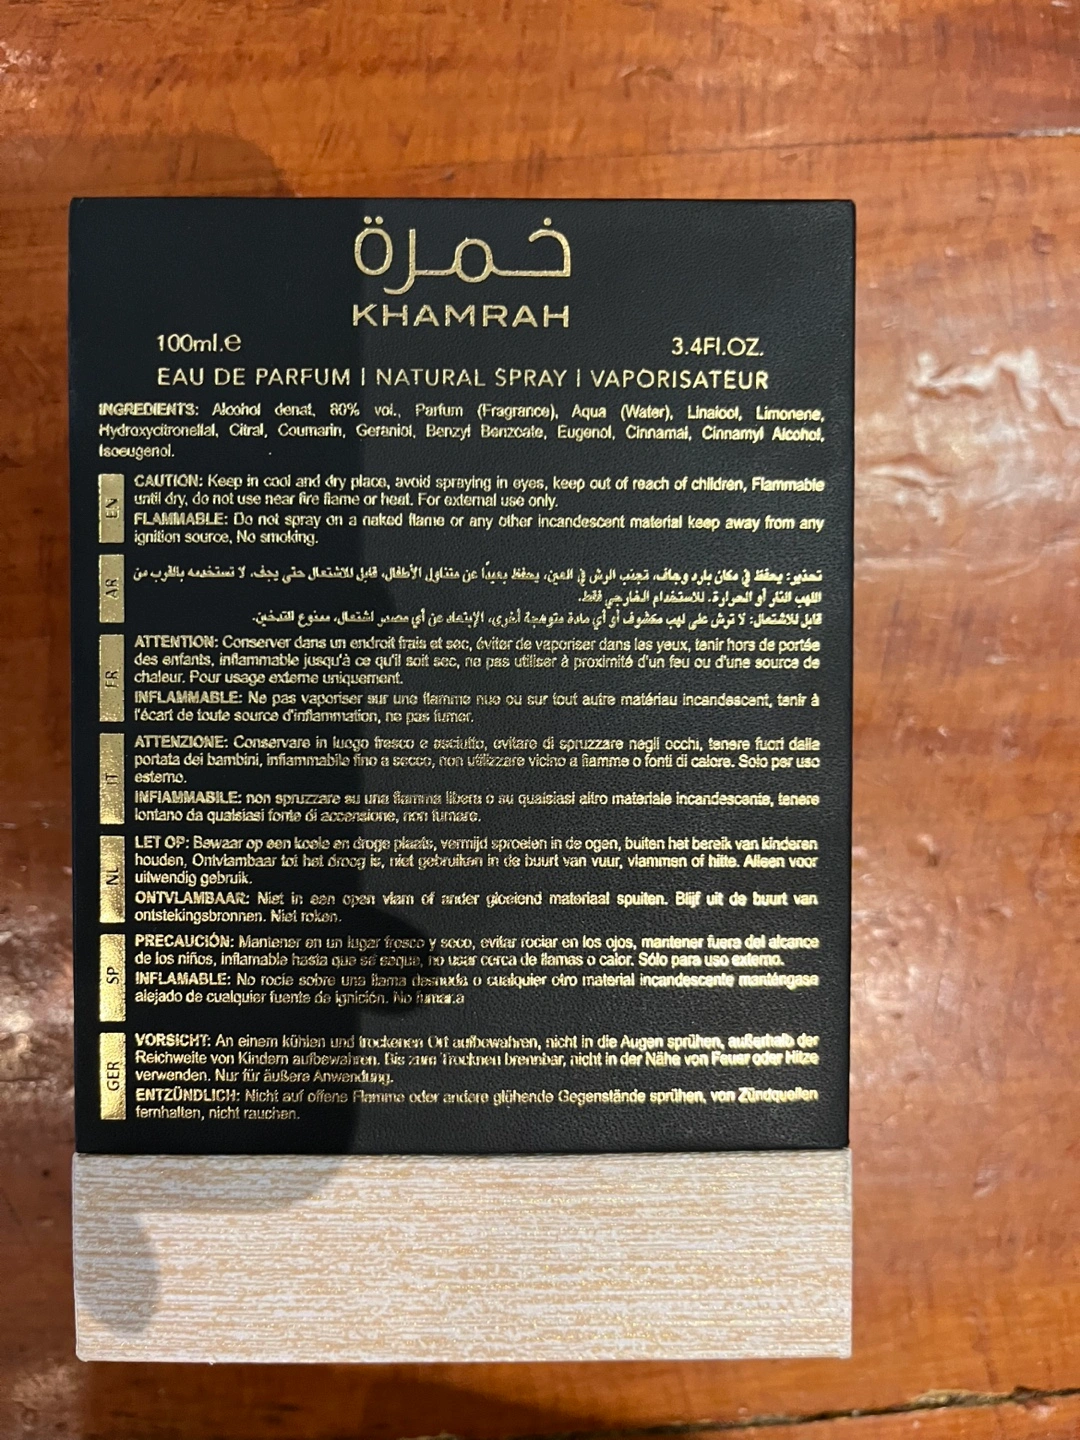 خمرة
KHAMRAH
100ml.e
3.4Fl.OZ.
EAU DE PARFUM | NATURAL SPRAY | VAPORISATEUR
INGREDIENTS: Alcohol denat, 80% vol., Parfum (Fragrance), Aqua (Water), Linalool, Limonene,
Hydroxycitronellal, Citral, Coumarin, Geraniol, Benzyl Benzoate, Eugenol, Cinnamal, Cinnamyl Alcohol,
Isoeugenol.
EN
CAUTION: Keep in cool and dry place, avoid spraying in eyes, keep out of reach of children, Flammable
until dry, do not use near fire flame or heat. For external use only.
FLAMMABLE: Do not spray on a naked flame or any other incandescent material keep away from any
ignition source, No smoking.
AR
تحذير: يحفظ في مكان بارد وجاف، تجنب الرش في العين، يحفظ بعيداً عن متناول الأطفال، قابل للاشتعال حتى يجف، لا تستخدمه بالقرب من
اللهب النار أو الحرارة. للاستخدام الخارجي فقط.
قابل للاشتعال: لا ترش على لهب مكشوف أو أي مادة متوهجة أخرى، الإبتعاد عن أي مصدر اشتعال، ممنوع التدخين.
FR
ATTENTION: Conserver dans un endroit frais et sec, éviter de vaporiser dans les yeux, tenir hors de portée
des enfants, inflammable jusqu'à ce qu'il soit sec, ne pas utiliser à proximité d'un feu ou d'une source de
chaleur. Pour usage externe uniquement.
INFLAMMABLE: Ne pas vaporiser sur une flamme nue ou sur tout autre matériau incandescent, tenir à
l'écart de toute source d'inflammation, ne pas fumer.
IT
ATTENZIONE: Conservare in luogo fresco e asciutto, evitare di spruzzare negli occhi, tenere fuori dalla
portata dei bambini, infiammabile fino a secco, non utilizzare vicino a fiamme o fonti di calore. Solo per uso
esterno.
INFIAMMABILE: non spruzzare su una fiamma libera o su qualsiasi altro materiale incandescente, tenere
lontano da qualsiasi fonte di accensione, non fumare.
NL
LET OP: Bewaar op een koele en droge plaats, vermijd sproeien in de ogen, buiten het bereik van kinderen
houden, Ontvlambaar tot het droog is, niet gebruiken in de buurt van vuur, vlammen of hitte. Alleen voor
uitwendig gebruik.
ONTVLAMBAAR: Niet in een open vlam of ander gloeiend materiaal spuiten. Blijf uit de buurt van
ontstekingsbronnen. Niet roken.
SP
PRECAUCIÓN: Mantener en un lugar fresco y seco, evitar rociar en los ojos, mantener fuera del alcance
de los niños, inflamable hasta que se seque, no usar cerca de llamas o calor. Sólo para uso externo.
INFLAMABLE: No rocíe sobre una llama desnuda o cualquier otro material incandescente manténgase
alejado de cualquier fuente de ignición. No fumar.a
GER
VORSICHT: An einem kühlen und trockenen Ort aufbewahren, nicht in die Augen sprühen, außerhalb der
Reichweite von Kindern aufbewahren. Bis zum Trocknen brennbar, nicht in der Nähe von Feuer oder Hitze
verwenden. Nur für äußere Anwendung.
ENTZÜNDLICH: Nicht auf offene Flamme oder andere glühende Gegenstände sprühen, von Zündquellen
fernhalten, nicht rauchen.